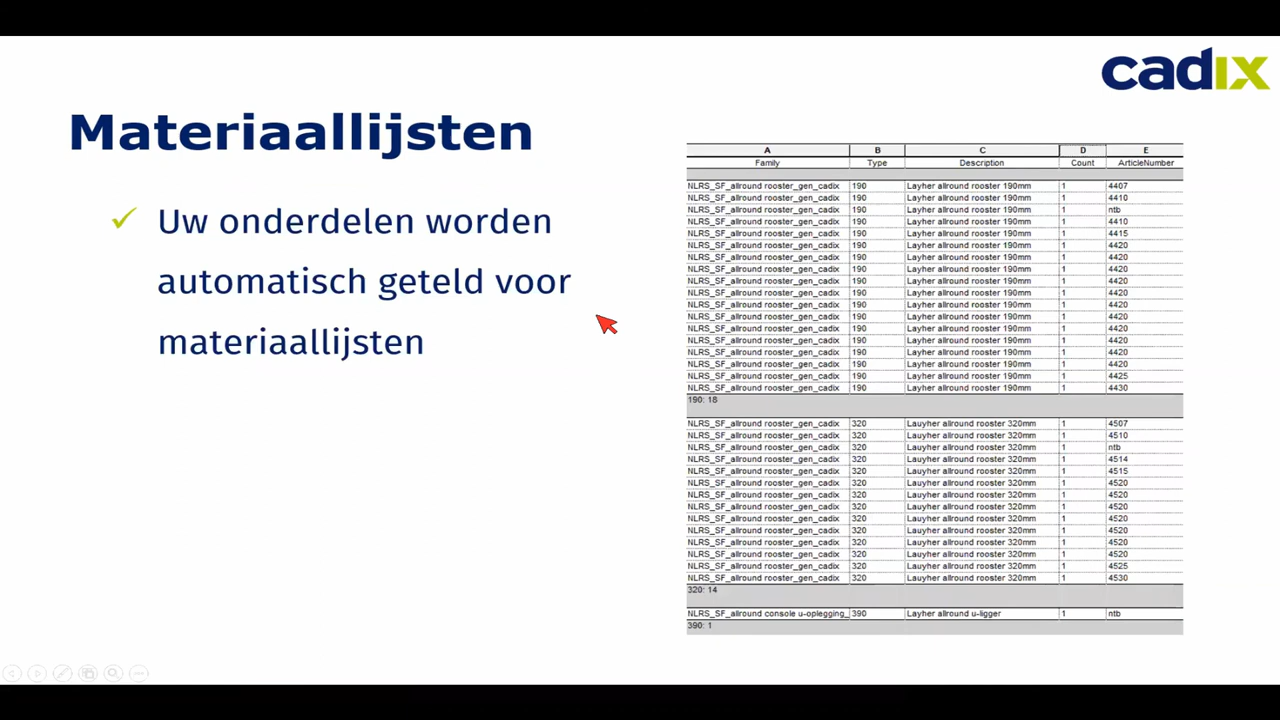 cadix
Materiaallijsten
✓ Uw onderdelen worden
automatisch geteld voor
materiaallijsten
A B C D E
Family Type Description Count ArticleNumber
NLRS_SF_allround rooster_gen_cadix 190 Layher allround rooster 190mm 1 4407
NLRS_SF_allround rooster_gen_cadix 190 Layher allround rooster 190mm 1 4410
NLRS_SF_allround rooster_gen_cadix 190 Layher allround rooster 190mm 1 ntb
NLRS_SF_allround rooster_gen_cadix 190 Layher allround rooster 190mm 1 4410
NLRS_SF_allround rooster_gen_cadix 190 Layher allround rooster 190mm 1 4415
NLRS_SF_allround rooster_gen_cadix 190 Layher allround rooster 190mm 1 4420
NLRS_SF_allround rooster_gen_cadix 190 Layher allround rooster 190mm 1 4420
NLRS_SF_allround rooster_gen_cadix 190 Layher allround rooster 190mm 1 4420
NLRS_SF_allround rooster_gen_cadix 190 Layher allround rooster 190mm 1 4420
NLRS_SF_allround rooster_gen_cadix 190 Layher allround rooster 190mm 1 4420
NLRS_SF_allround rooster_gen_cadix 190 Layher allround rooster 190mm 1 4420
NLRS_SF_allround rooster_gen_cadix 190 Layher allround rooster 190mm 1 4420
NLRS_SF_allround rooster_gen_cadix 190 Layher allround rooster 190mm 1 4420
NLRS_SF_allround rooster_gen_cadix 190 Layher allround rooster 190mm 1 4420
NLRS_SF_allround rooster_gen_cadix 190 Layher allround rooster 190mm 1 4420
NLRS_SF_allround rooster_gen_cadix 190 Layher allround rooster 190mm 1 4420
NLRS_SF_allround rooster_gen_cadix 190 Layher allround rooster 190mm 1 4425
NLRS_SF_allround rooster_gen_cadix 190 Layher allround rooster 190mm 1 4430
190: 18
NLRS_SF_allround rooster_gen_cadix 320 Lauyher allround rooster 320mm 1 4507
NLRS_SF_allround rooster_gen_cadix 320 Lauyher allround rooster 320mm 1 4510
NLRS_SF_allround rooster_gen_cadix 320 Lauyher allround rooster 320mm 1 ntb
NLRS_SF_allround rooster_gen_cadix 320 Lauyher allround rooster 320mm 1 4514
NLRS_SF_allround rooster_gen_cadix 320 Lauyher allround rooster 320mm 1 4515
NLRS_SF_allround rooster_gen_cadix 320 Lauyher allround rooster 320mm 1 4520
NLRS_SF_allround rooster_gen_cadix 320 Lauyher allround rooster 320mm 1 4520
NLRS_SF_allround rooster_gen_cadix 320 Lauyher allround rooster 320mm 1 4520
NLRS_SF_allround rooster_gen_cadix 320 Lauyher allround rooster 320mm 1 4520
NLRS_SF_allround rooster_gen_cadix 320 Lauyher allround rooster 320mm 1 4520
NLRS_SF_allround rooster_gen_cadix 320 Lauyher allround rooster 320mm 1 4520
NLRS_SF_allround rooster_gen_cadix 320 Lauyher allround rooster 320mm 1 4520
NLRS_SF_allround rooster_gen_cadix 320 Lauyher allround rooster 320mm 1 4525
NLRS_SF_allround rooster_gen_cadix 320 Lauyher allround rooster 320mm 1 4530
320: 14
NLRS_SF_allround console u-oplegging_ 390 Layher allround u-ligger 1 ntb
390: 1